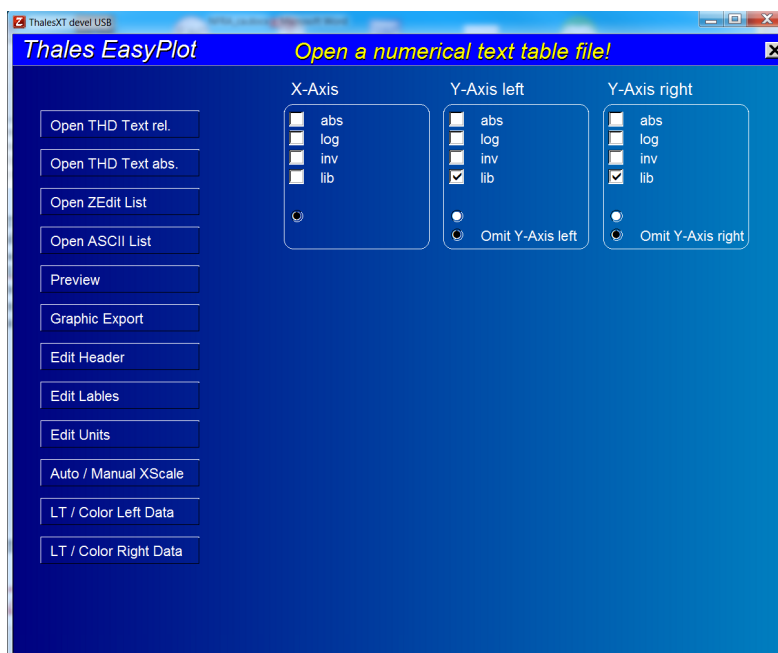 ThalesXT devel USB
Thales EasyPlot
Open a numerical text table file!
X-Axis
abs
log
inv
lib
Y-Axis left
abs
log
inv
lib
Omit Y-Axis left
Y-Axis right
abs
log
inv
lib
Omit Y-Axis right
Open THD Text rel.
Open THD Text abs.
Open ZEdit List
Open ASCII List
Preview
Graphic Export
Edit Header
Edit Lables
Edit Units
Auto / Manual XScale
LT / Color Left Data
LT / Color Right Data